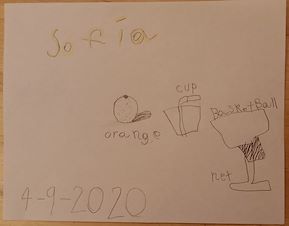 Sofia
cup
Basketball
orange
net
4-9-2020